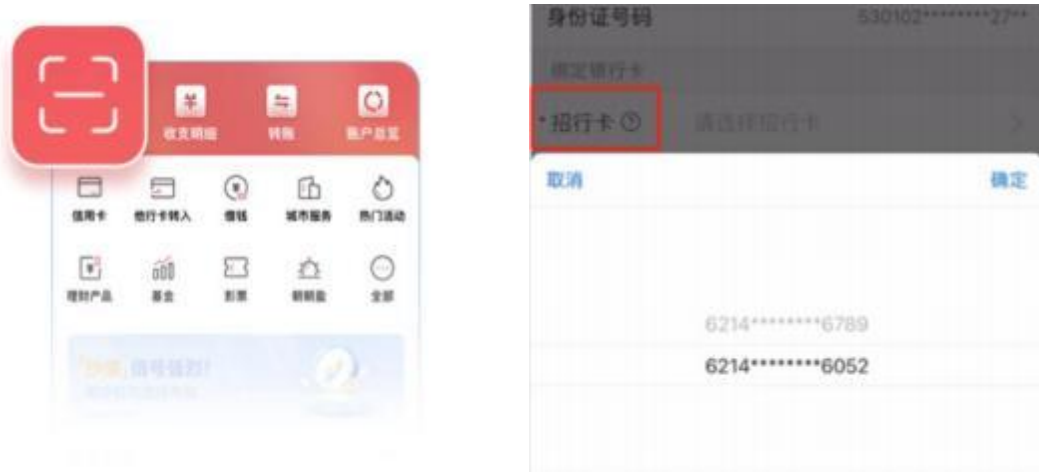 收支明细 转账 账户总览
信用卡 他行卡转入 借钱 城市服务 热门活动
理财产品 基金 影票 朝朝盈 全部
身份证号码 530102********27**
绑定银行卡
*招行卡 请选择招行卡
取消 确定
6214********6789
6214********6052